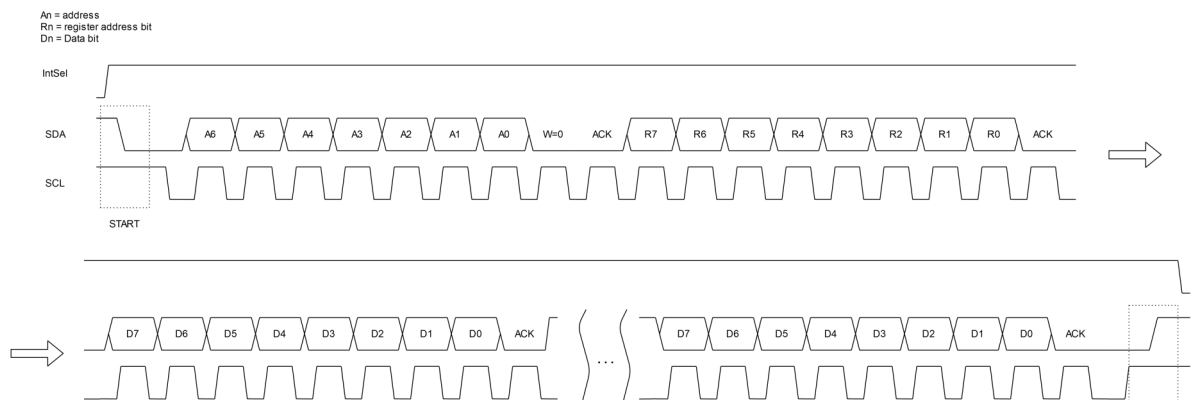 An = address
Rn = register address bit
Dn = Data bit
IntSel
SDA A6 A5 A4 A3 A2 A1 A0 W=0 ACK R7 R6 R5 R4 R3 R2 R1 R0 ACK
SCL
START
D7 D6 D5 D4 D3 D2 D1 D0 ACK ... D7 D6 D5 D4 D3 D2 D1 D0 ACK